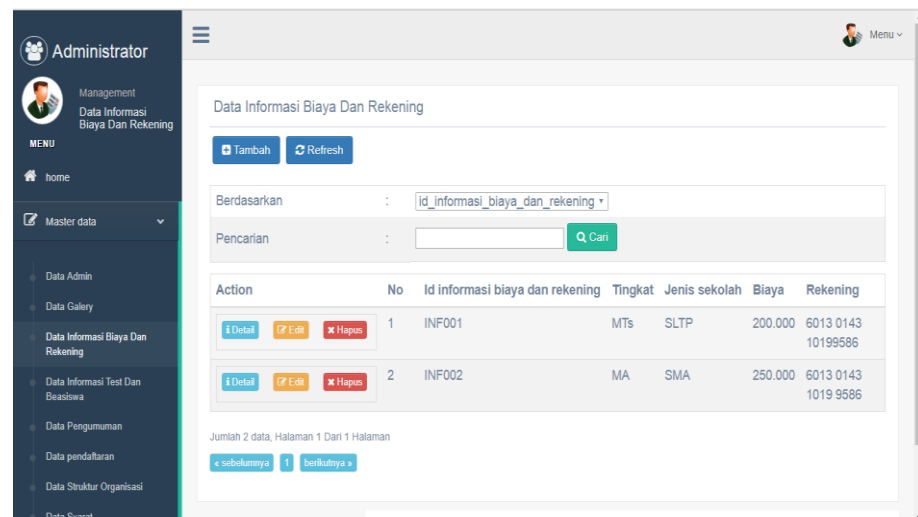 Administrator
Menu
Management
Data Informasi
Biaya Dan Rekening
MENU
home
Master data
Data Admin
Data Galery
Data Informasi Biaya Dan
Rekening
Data Informasi Test Dan
Beasiswa
Data Pengumuman
Data pendaftaran
Data Struktur Organisasi
Data Syarat
Data Informasi Biaya Dan Rekening
Tambah Refresh
Berdasarkan : id_informasi_biaya_dan_rekening
Pencarian : Cari
Action No Id informasi biaya dan rekening Tingkat Jenis sekolah Biaya Rekening
Detail Edit Hapus 1 INF001 MTs SLTP 200.000 6013 0143
10199586
Detail Edit Hapus 2 INF002 MA SMA 250.000 6013 0143
1019 9586
Jumlah 2 data, Halaman 1 Dari 1 Halaman
« sebelumnya 1 berikutnya »